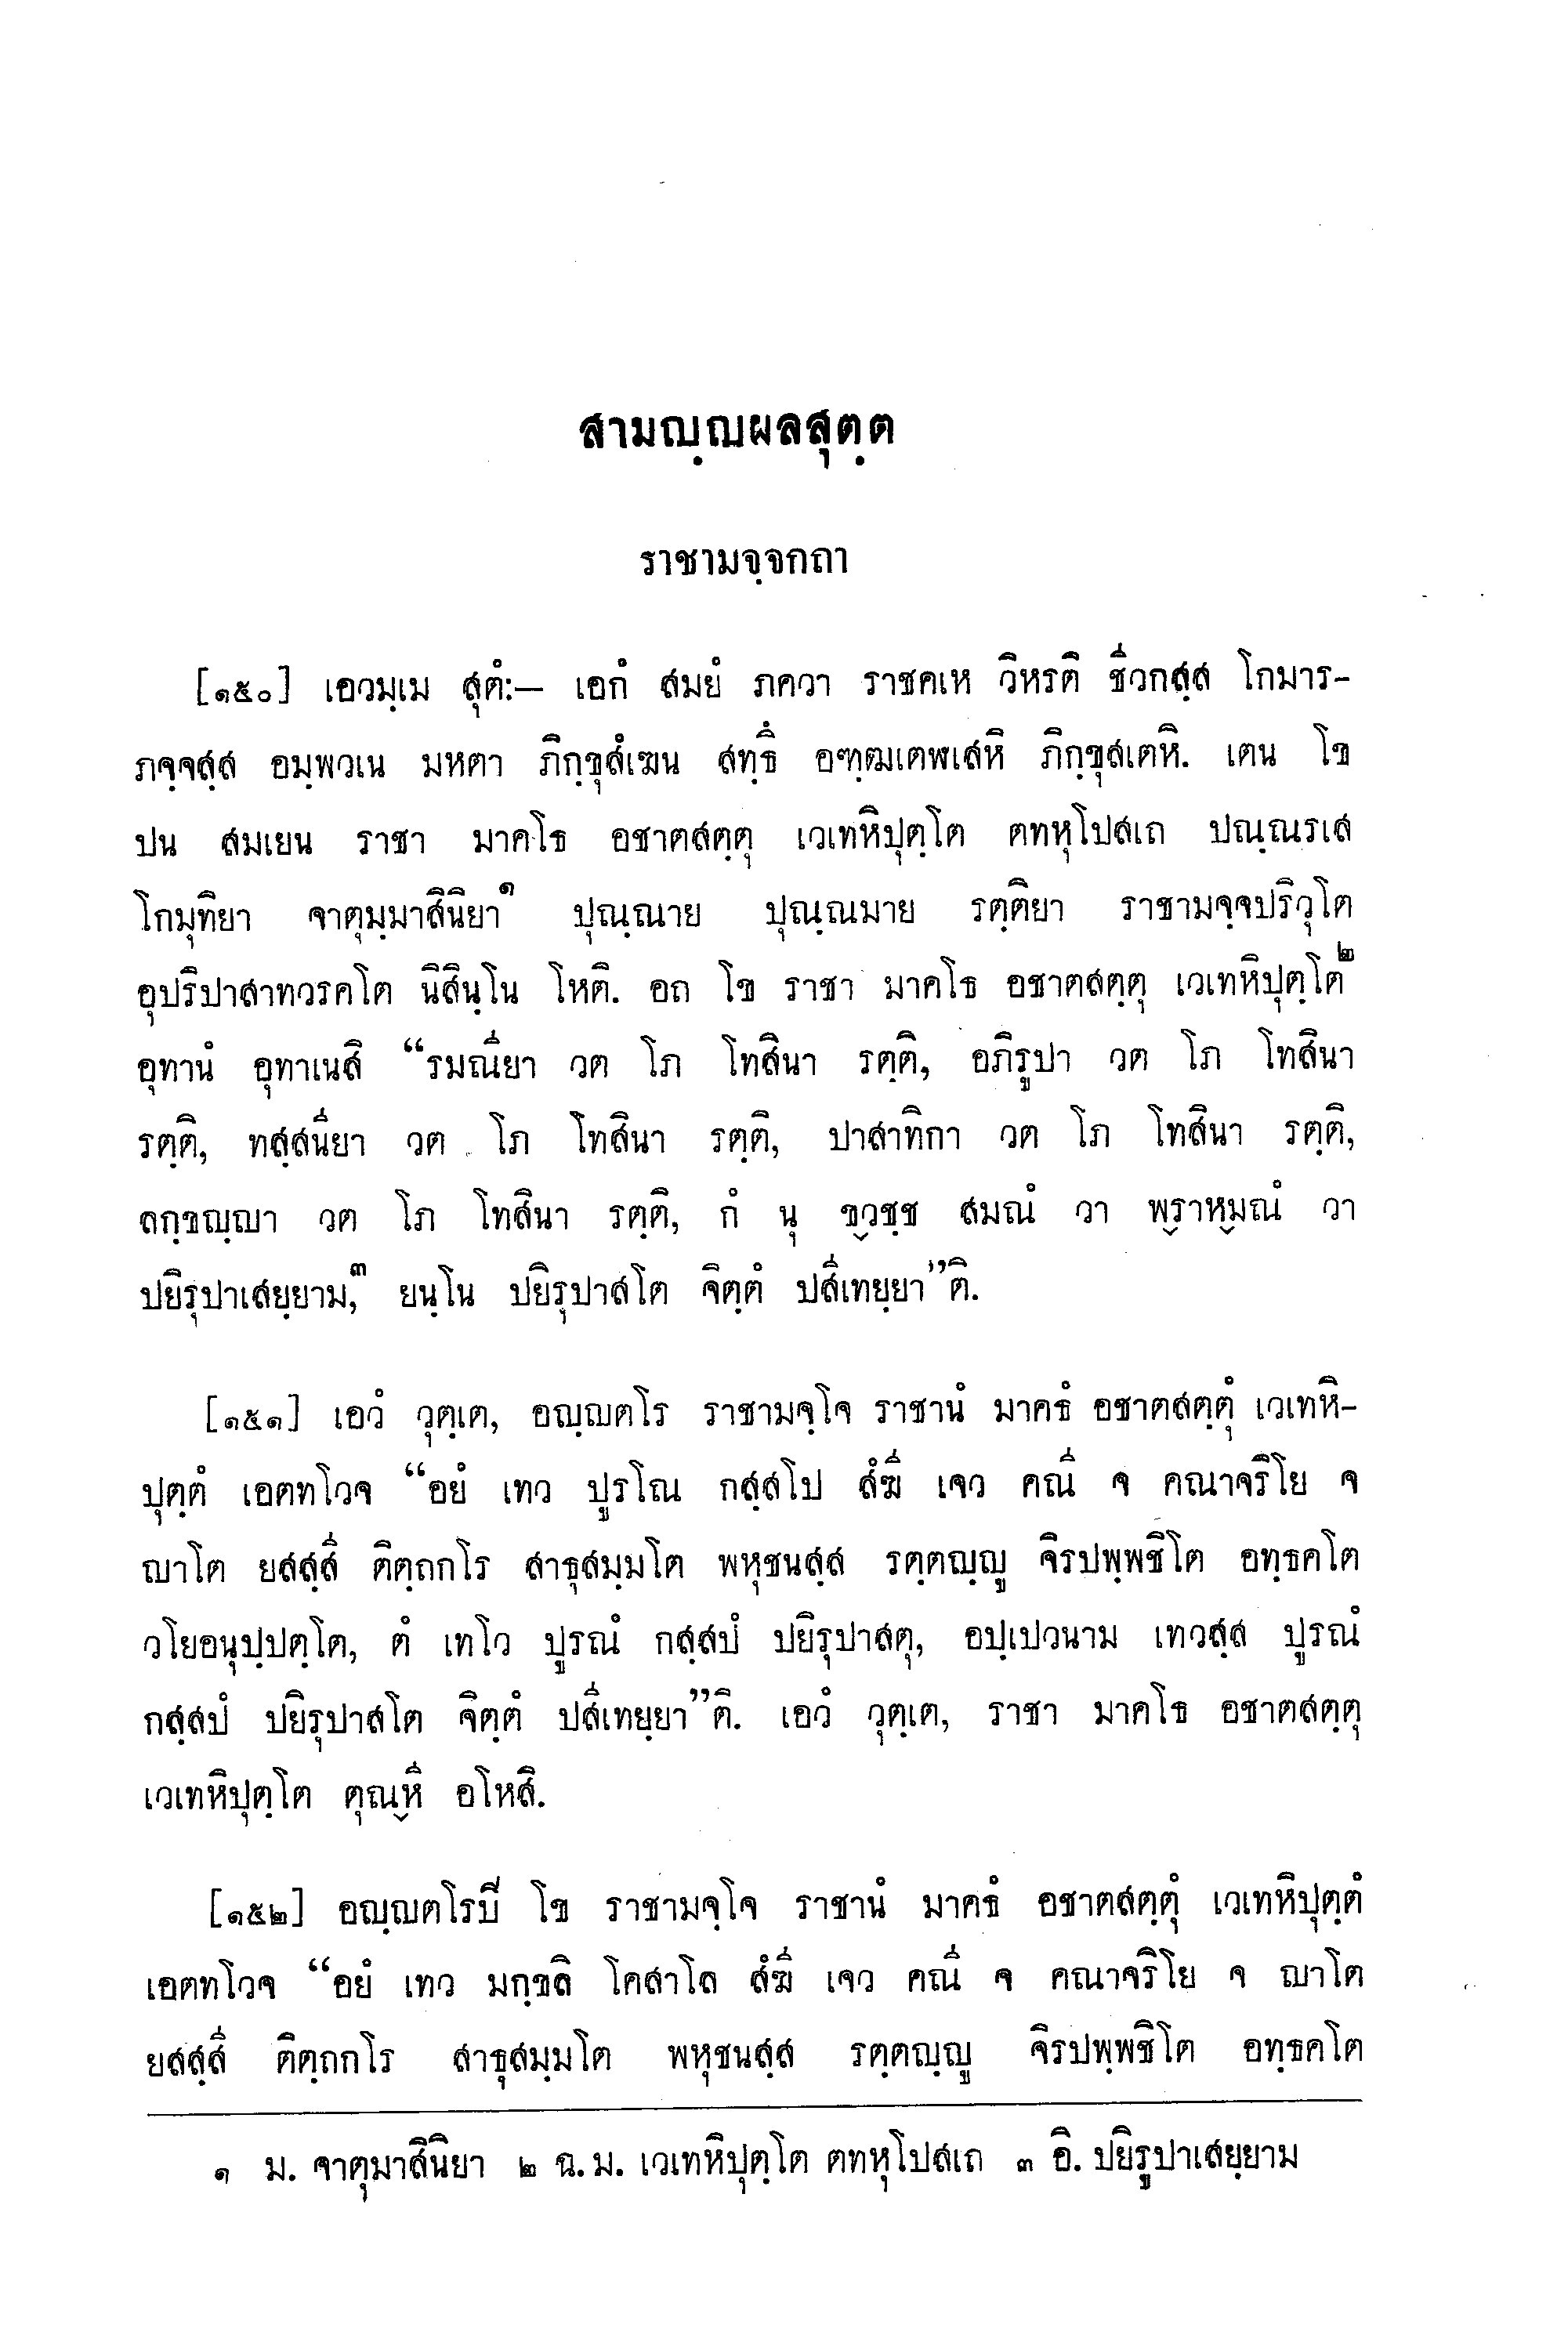 สามญฺญผลสุตฺต
ราชามจฺจกถา
[๑๕๐] เอวมฺเม สุตํ:— เอกํ สมยํ ภควา ราชคเห วิหรติ ชีวกสฺส โกมาร-
ภจฺจสฺส อมฺพวเน มหตา ภิกฺขุสํเฆน สทฺธึ อฑฺฒเตฬเสหิ ภิกฺขุสเตหิ. เตน โข
ปน สมเยน ราชา มาคโธ อชาตสตฺตุ เวเทหิปุตฺโต ตทหุโปสเถ ปณฺณรเส
โกมุทิยา จาตุมฺมาสินิยา๑ ปุณฺณาย ปุณฺณมาย รตฺติยา ราชามจฺจปริวุโต
อุปริปาสาทวรคโต นิสินฺโน โหติ. อถ โข ราชา มาคโธ อชาตสตฺตุ เวเทหิปุตฺโต๒
อุทานํ อุทาเนสิ “รมณียา วต โภ โทสินา รตฺติ, อภิรูปา วต โภ โทสินา
รตฺติ, ทสฺสนียา วต โภ โทสินา รตฺติ, ปาสาทิกา วต โภ โทสินา รตฺติ,
ลกฺขญฺญา วต โภ โทสินา รตฺติ, กํ นุ ขฺวชฺช สมณํ วา พฺราหฺมณํ วา
ปยิรุปาเสยฺยาม,๓ ยนฺโน ปยิรุปาสโต จิตฺตํ ปสีเทยฺยา”ติ.
[๑๕๑] เอวํ วุตฺเต, อญฺญตโร ราชามจฺโจ ราชานํ มาคธํ อชาตสตฺตุํ เวเทหิ-
ปุตฺตํ เอตทโวจ “อยํ เทว ปูรโณ กสฺสโป สํฆี เจว คณี จ คณาจริโย จ
ญาโต ยสสฺสี ติตฺถกโร สาธุสมฺมโต พหุชนสฺส รตฺตญฺญู จิรปพฺพชิโต อทฺธคโต
วโยอนุปฺปตฺโต, ตํ เทโว ปูรณํ กสฺสปํ ปยิรุปาสตุ, อปฺเปวนาม เทวสฺส ปูรณํ
กสฺสปํ ปยิรุปาสโต จิตฺตํ ปสีเทยฺยา”ติ. เอวํ วุตฺเต, ราชา มาคโธ อชาตสตฺตุ
เวเทหิปุตฺโต ตุณฺหี อโหสิ.
[๑๕๒] อญฺญตโรปิ โข ราชามจฺโจ ราชานํ มาคธํ อชาตสตฺตุํ เวเทหิปุตฺตํ
เอตทโวจ “อยํ เทว มกฺขลิ โคสาโล สํฆี เจว คณี จ คณาจริโย จ ญาโต
ยสสฺสี ติตฺถกโร สาธุสมฺมโต พหุชนสฺส รตฺตญฺญู จิรปพฺพชิโต อทฺธคโต
๑ ม. จาตุมาสินิยา ๒ ฉ.ม. เวเทหิปุตฺโต ตทหุโปสเถ ๓ อิ. ปยิรูปาเสยฺยาม